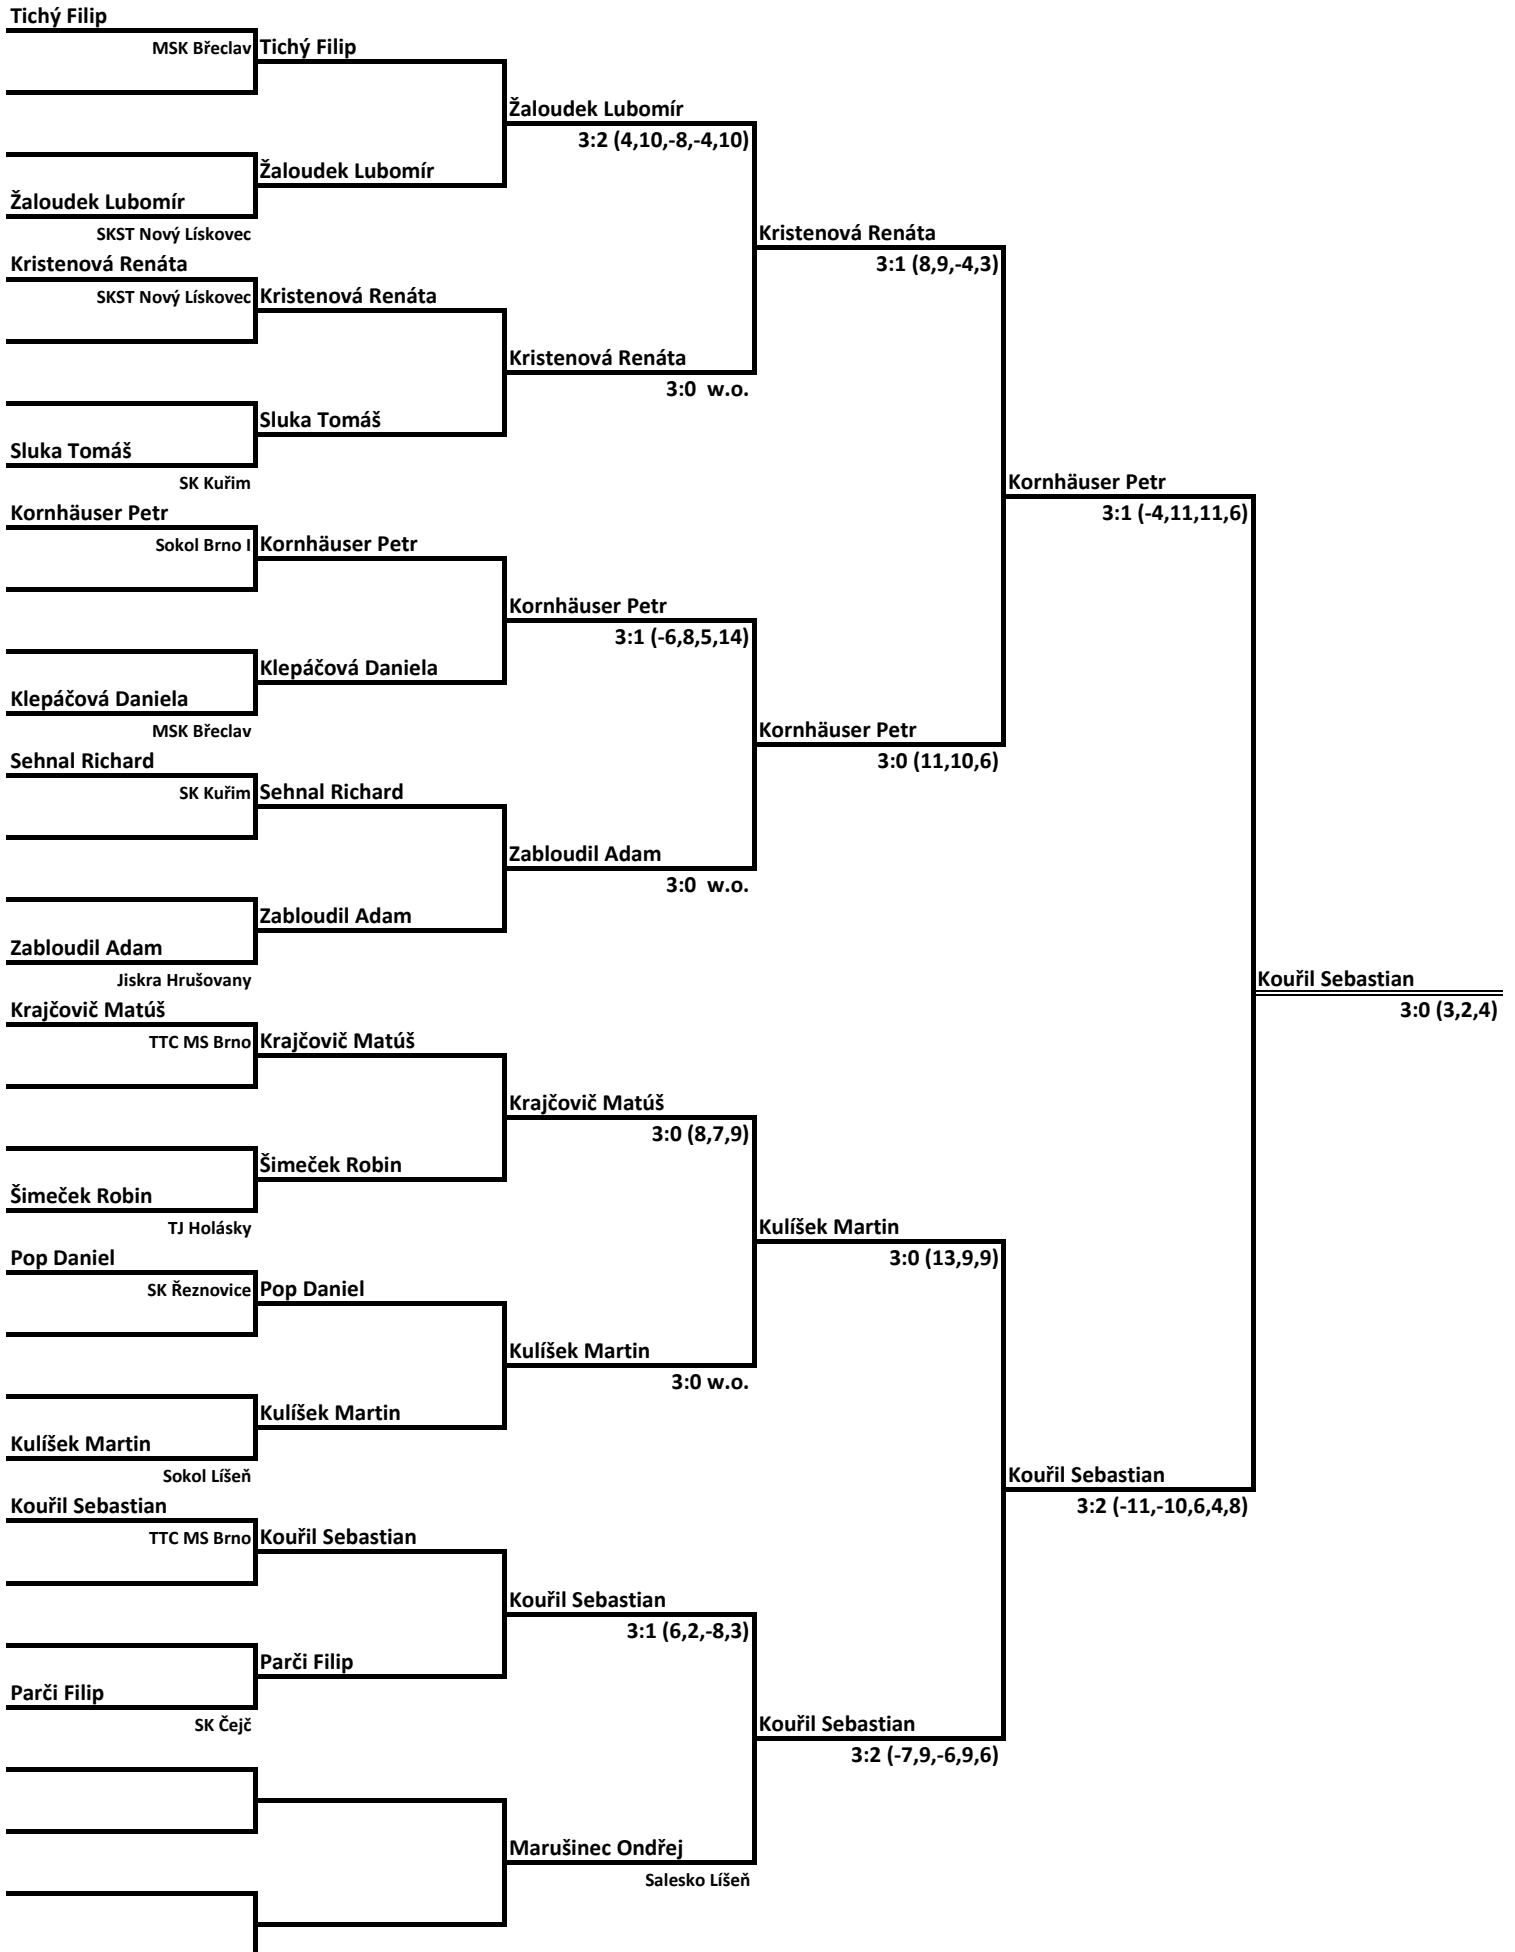 Tichý Filip
MSK Břeclav Tichý Filip
Žaloudek Lubomír
3:2 (4,10,-8,-4,10)
Žaloudek Lubomír
Žaloudek Lubomír
SKST Nový Lískovec Kristenová Renáta
Kristenová Renáta 3:1 (8,9,-4,3)
SKST Nový Lískovec Kristenová Renáta
Kristenová Renáta
3:0 w.o.
Sluka Tomáš
Sluka Tomáš
SK Kuřim Kornhäuser Petr
Kornhäuser Petr 3:1 (-4,11,11,6)
Sokol Brno I Kornhäuser Petr
Kornhäuser Petr
3:1 (-6,8,5,14)
Klepáčová Daniela
Klepáčová Daniela
MSK Břeclav Kornhäuser Petr
Sehnal Richard 3:0 (11,10,6)
SK Kuřim Sehnal Richard
Zabloudil Adam
3:0 w.o.
Zabloudil Adam
Zabloudil Adam
Jiskra Hrušovany Kouřil Sebastian
Krajčovič Matúš 3:0 (3,2,4)
TTC MS Brno Krajčovič Matúš
Krajčovič Matúš
3:0 (8,7,9)
Šimeček Robin
Šimeček Robin
TJ Holásky Kulíšek Martin
Pop Daniel 3:0 (13,9,9)
SK Řeznovice Pop Daniel
Kulíšek Martin
3:0 w.o.
Kulíšek Martin
Kulíšek Martin
Sokol Líšeň Kouřil Sebastian
Kouřil Sebastian 3:2 (-11,-10,6,4,8)
TTC MS Brno Kouřil Sebastian
Kouřil Sebastian
3:1 (6,2,-8,3)
Parči Filip
Parči Filip
SK Čejč Kouřil Sebastian
3:2 (-7,9,-6,9,6)
Marušinec Ondřej
Salesko Líšeň